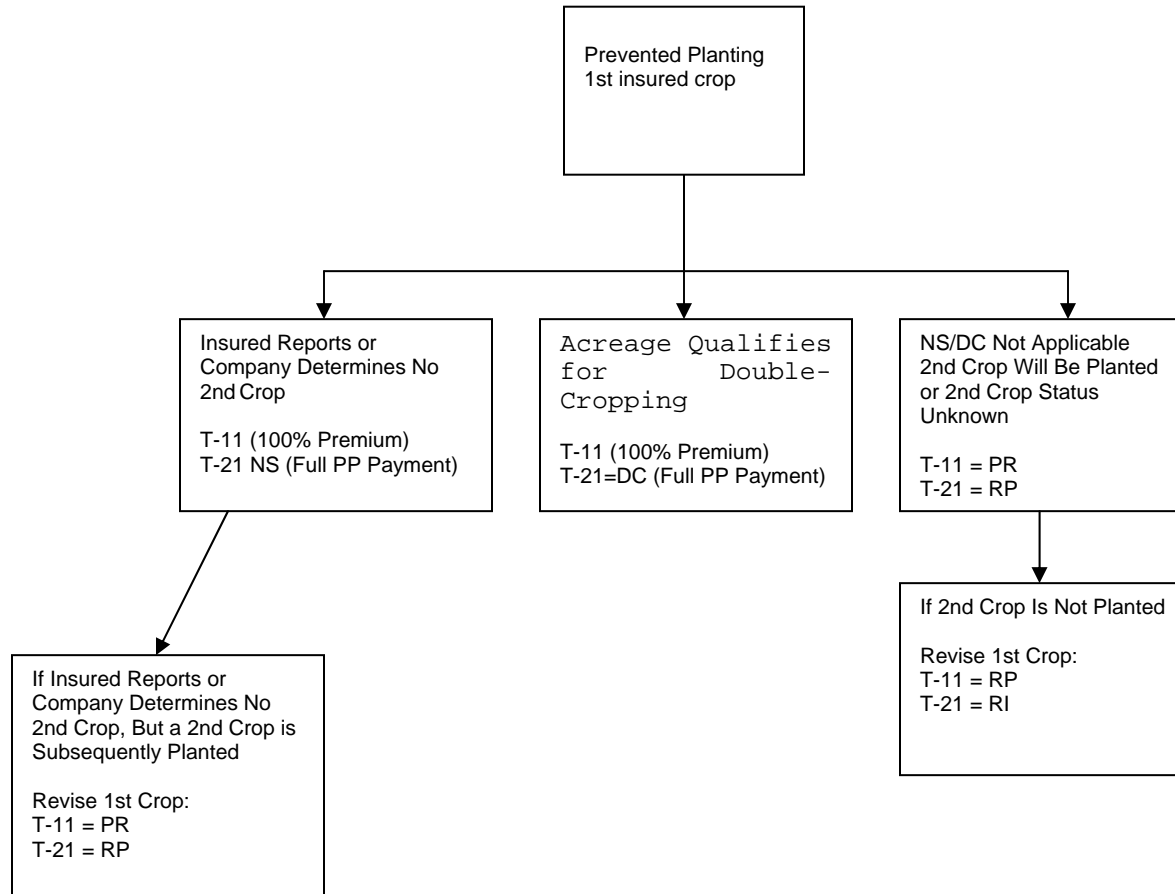 Prevented Planting
1st insured crop
Insured Reports or
Company Determines No
2nd Crop
T-11 (100% Premium)
T-21 NS (Full PP Payment)
Acreage Qualifies
for Double-
Cropping
T-11 (100% Premium)
T-21=DC (Full PP Payment)
NS/DC Not Applicable
2nd Crop Will Be Planted
or 2nd Crop Status
Unknown
T-11 = PR
T-21 = RP
If Insured Reports or
Company Determines No
2nd Crop, But a 2nd Crop is
Subsequently Planted
Revise 1st Crop:
T-11 = PR
T-21 = RP
If 2nd Crop Is Not Planted
Revise 1st Crop:
T-11 = RP
T-21 = RI